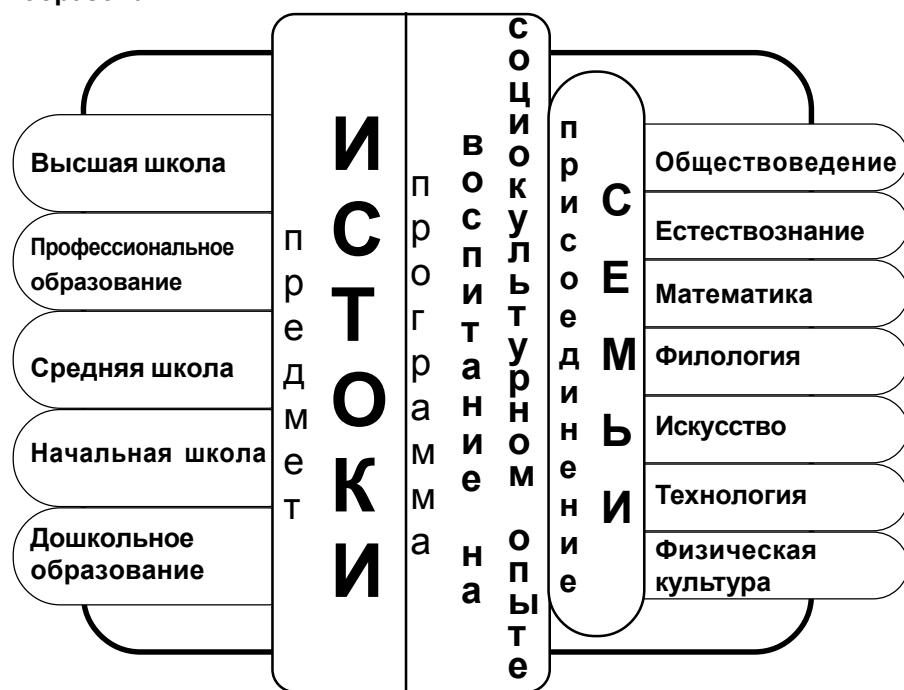 Высшая школа
Профессиональное
образование
Средняя школа
Начальная школа
Дошкольное
образование
предмет
ИСТОКИ
программа
воспитание на
социокультурном опыте
присоединение
СЕМЬИ
Обществоведение
Естествознание
Математика
Филология
Искусство
Технология
Физическая
культура